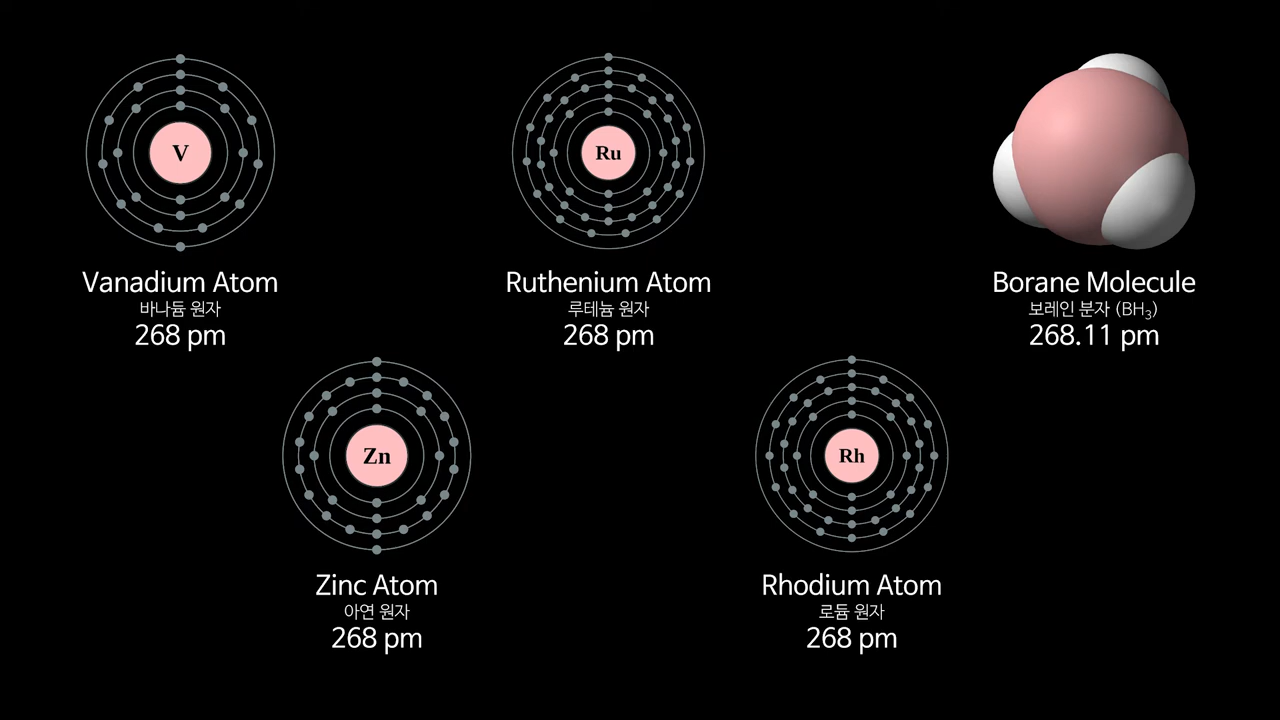 V
Vanadium Atom
바나듐 원자
268 pm
Ru
Ruthenium Atom
루테늄 원자
268 pm
Borane Molecule
보레인 분자 (BH₃)
268.11 pm
Zn
Zinc Atom
아연 원자
268 pm
Rh
Rhodium Atom
로듐 원자
268 pm